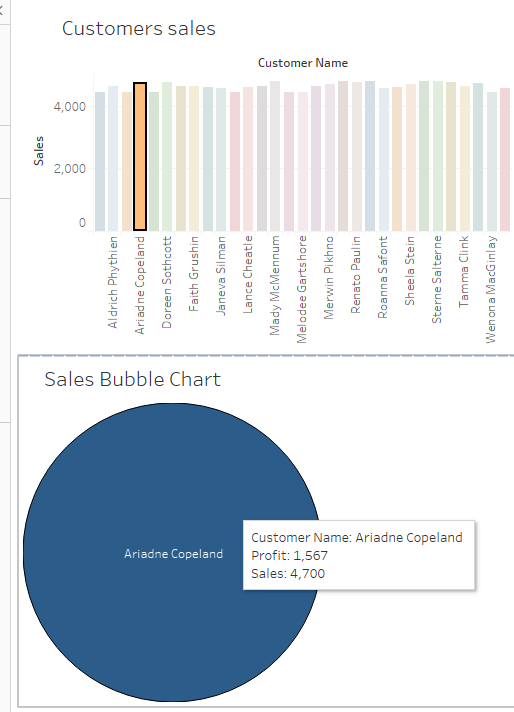 Customers sales
Customer Name
Sales
4,000
2,000
0
Aldrich Phythien
Ariadne Copeland
Doreen Sothcott
Faith Grushin
Janeva Silman
Lance Cheatle
Mady McMennum
Melodee Gartshore
Merwin Pikhno
Renato Paulin
Roanna Safont
Sheela Stein
Sterne Salterne
Tamma Clink
Wenona MacGinlay
Sales Bubble Chart
Ariadne Copeland
Customer Name: Ariadne Copeland
Profit: 1,567
Sales: 4,700